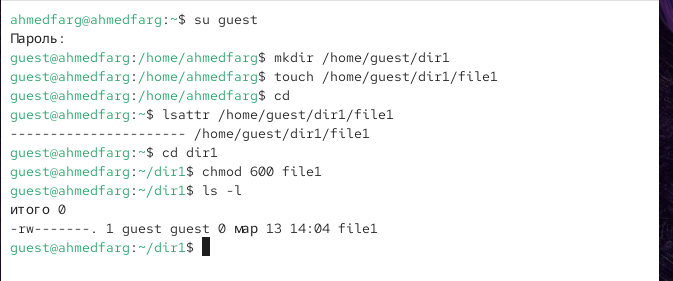 ahmedfarg@ahmedfarg:~$ su guest
Пароль:
guest@ahmedfarg:/home/ahmedfarg$ mkdir /home/guest/dir1
guest@ahmedfarg:/home/ahmedfarg$ touch /home/guest/dir1/file1
guest@ahmedfarg:/home/ahmedfarg$ cd
guest@ahmedfarg:~$ lsattr /home/guest/dir1/file1
---------------------- /home/guest/dir1/file1
guest@ahmedfarg:~$ cd dir1
guest@ahmedfarg:~/dir1$ chmod 600 file1
guest@ahmedfarg:~/dir1$ ls -l
итого 0
-rw-------. 1 guest guest 0 мар 13 14:04 file1
guest@ahmedfarg:~/dir1$